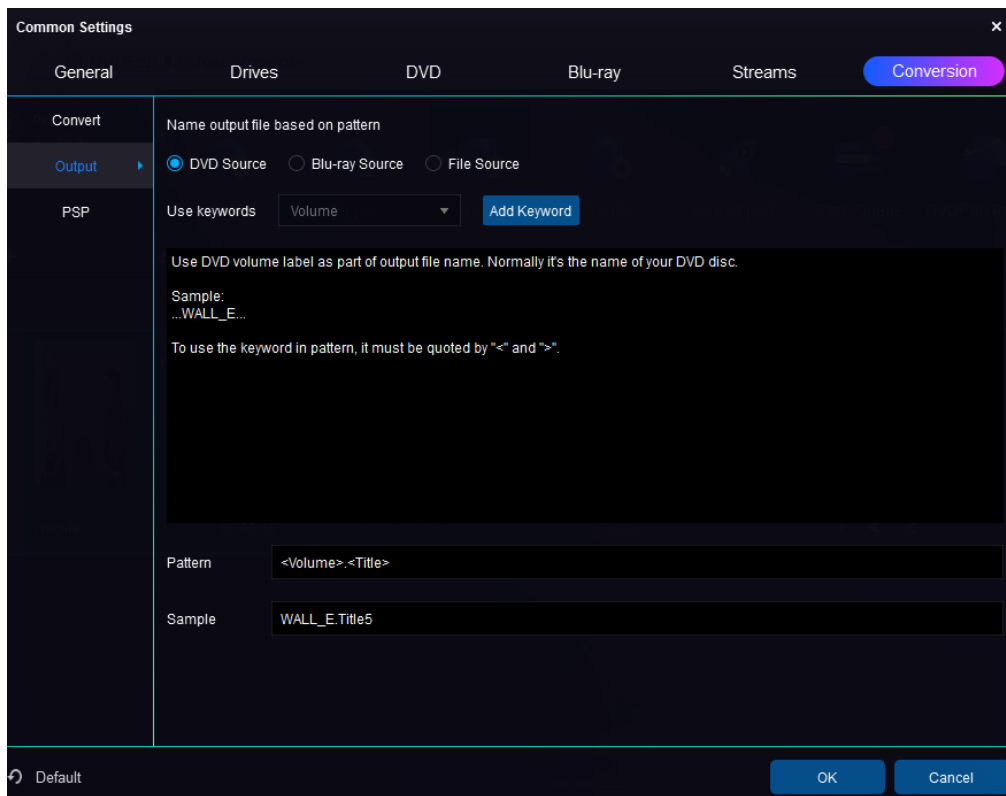 Common Settings
General Drives DVD Blu-ray Streams Conversion
Convert
Output
PSP
Name output file based on pattern
DVD Source Blu-ray Source File Source
Use keywords Volume Add Keyword
Use DVD volume label as part of output file name. Normally it's the name of your DVD disc.
Sample:
...WALL_E...
To use the keyword in pattern, it must be quoted by "<" and ">".
Pattern <Volume>.<Title>
Sample WALL_E.Title5
Default OK Cancel